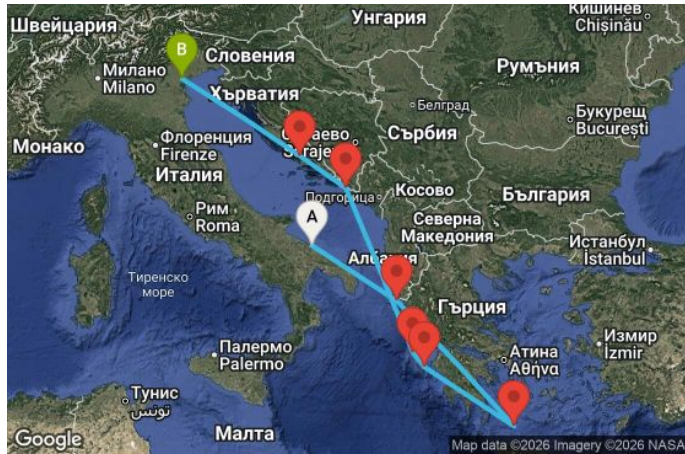 Швейцария
Унгария
Кишинев
Chișinău
Словения
Милано
Milano
Румъния
Хърватия
Белград
Букурещ
București
Монако
Флоренция
Firenze
Сърбия
Италия
Подгорица
Косово
България
Рим
Roma
Северна
Македония
Истанбул
İstanbul
A
B
Албания
Тиренско
море
Гърция
Палермо
Palermo
Атина
Αθήνα
Измир
İzmir
Тунис
تونس
Малта
Google
Map data ©2026 Imagery ©2026 NASA